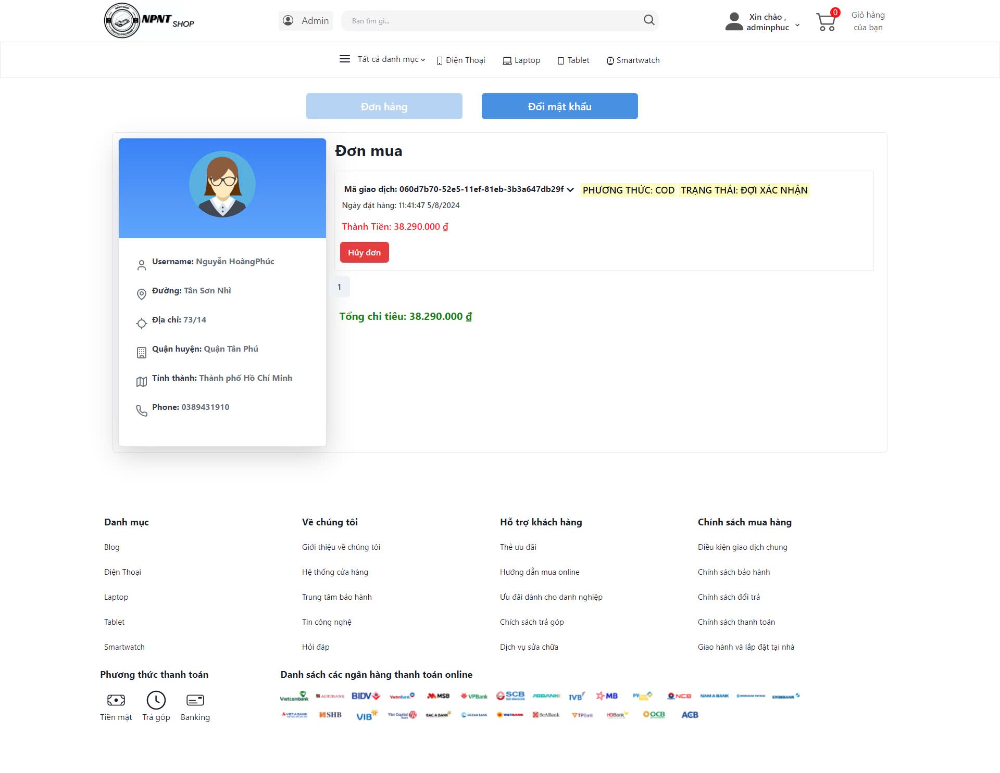 NPNT SHOP
Admin
Bạn tìm gì...
Xin chào ,
adminphuc
0
Giỏ hàng
của bạn
Tất cả danh mục
Điện Thoại
Laptop
Tablet
Smartwatch
Đơn hàng
Đổi mật khẩu
Đơn mua
Mã giao dịch: 060d7b70-52e5-11ef-81eb-3b3a647db29f
PHƯƠNG THỨC: COD
TRẠNG THÁI: ĐỢI XÁC NHẬN
Ngày đặt hàng: 11:41:47 5/8/2024
Thành Tiền: 38.290.000 ₫
Hủy đơn
1
Tổng chi tiêu: 38.290.000 ₫
Username: Nguyễn HoàngPhúc
Đường: Tân Sơn Nhì
Địa chỉ: 73/14
Quận huyện: Quận Tân Phú
Tỉnh thành: Thành phố Hồ Chí Minh
Phone: 0389431910
Danh mục
Blog
Điện Thoại
Laptop
Tablet
Smartwatch
Về chúng tôi
Giới thiệu về chúng tôi
Hệ thống cửa hàng
Trung tâm bảo hành
Tin công nghệ
Hỏi đáp
Hỗ trợ khách hàng
Thẻ ưu đãi
Hướng dẫn mua online
Ưu đãi dành cho danh nghiệp
Chích sách trả góp
Dịch vụ sửa chữa
Chính sách mua hàng
Điều kiện giao dịch chung
Chính sách bảo hành
Chính sách đổi trả
Chính sách thanh toán
Giao hành và lắp đặt tại nhà
Phương thức thanh toán
Tiền mặt
Trả góp
Banking
Danh sách các ngân hàng thanh toán online
Vietcombank AGRIBANK BIDV VietinBank MSB VPBank SCB ABBANK IVB MB NCB NAM A BANK EXIMBANK
VIETABANK SHB VIB Viet Capital Bank BAC A BANK OCEANBANK VIETBANK SeABank TPBank HDBank OCB ACB